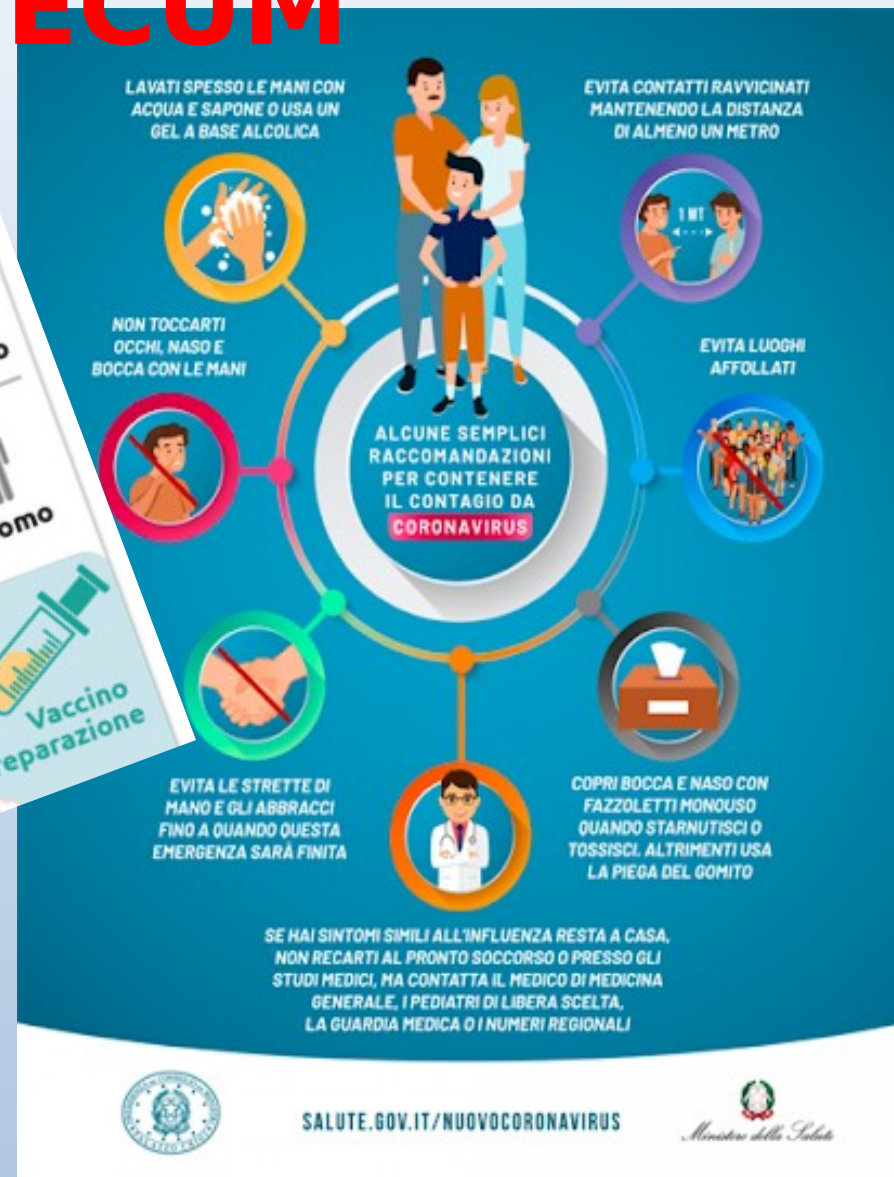 ECUM
LAVATI SPESSO LE MANI CON
ACQUA E SAPONE O USA UN
GEL A BASE ALCOLICA
EVITA CONTATTI RAVVICINATI
MANTENENDO LA DISTANZA
DI ALMENO UN METRO
1 MT
NON TOCCARTI
OCCHI, NASO E
BOCCA CON LE MANI
EVITA LUOGHI
AFFOLLATI
ALCUNE SEMPLICI
RACCOMANDAZIONI
PER CONTENERE
IL CONTAGIO DA
CORONAVIRUS
omo
Vaccino
reparazione
EVITA LE STRETTE DI
MANO E GLI ABBRACCI
FINO A QUANDO QUESTA
EMERGENZA SARÀ FINITA
COPRI BOCCA E NASO CON
FAZZOLETTI MONOUSO
QUANDO STARNUTISCI O
TOSSISCI. ALTRIMENTI USA
LA PIEGA DEL GOMITO
SE HAI SINTOMI SIMILI ALL'INFLUENZA RESTA A CASA,
NON RECARTI AL PRONTO SOCCORSO O PRESSO GLI
STUDI MEDICI, MA CONTATTA IL MEDICO DI MEDICINA
GENERALE, I PEDIATRI DI LIBERA SCELTA,
LA GUARDIA MEDICA O I NUMERI REGIONALI
SALUTE.GOV.IT/NUOVOCORONAVIRUS
Ministero della Salute